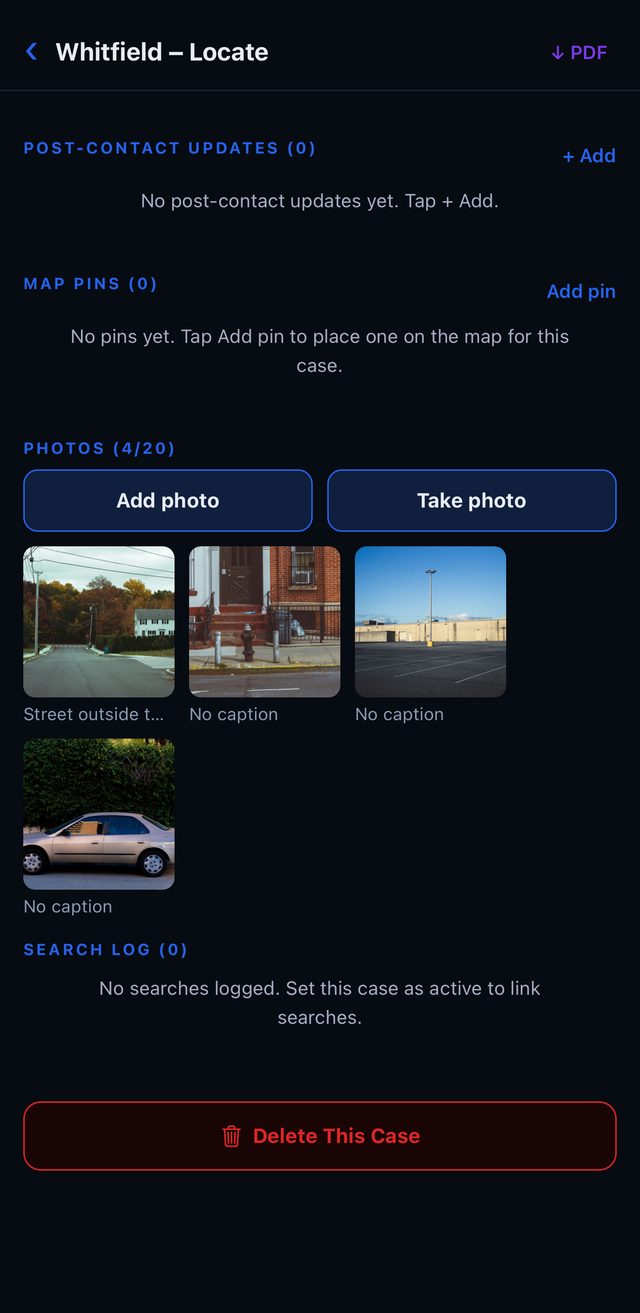 Whitfield – Locate
↓ PDF
POST-CONTACT UPDATES (0)
+ Add
No post-contact updates yet. Tap + Add.
MAP PINS (0)
Add pin
No pins yet. Tap Add pin to place one on the map for this
case.
PHOTOS (4/20)
Add photo
Take photo
Street outside t...
No caption
No caption
No caption
SEARCH LOG (0)
No searches logged. Set this case as active to link
searches.
Delete This Case